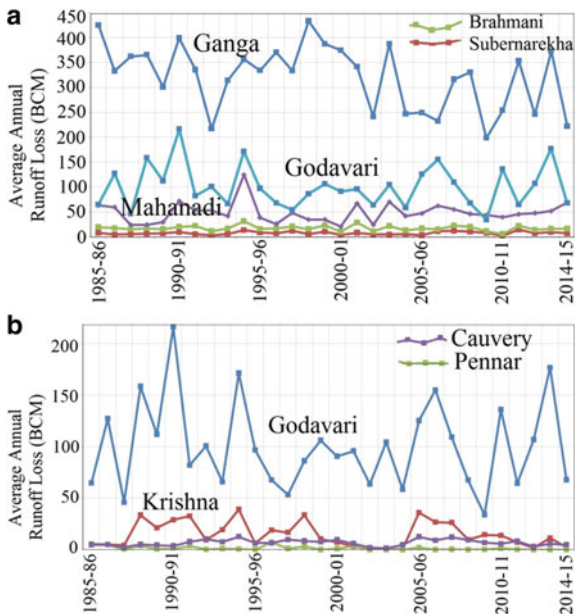 a
450
400
350
300
250
200
150
100
50
0
Average Annual
Runoff Loss (BCM)
Ganga
Brahmani
Subernarekha
Godavari
Mahanadi
1985-86
1990-91
1995-96
2000-01
2005-06
2010-11
2014-15
b
200
150
100
50
0
Average Annual
Runoff Loss (BCM)
Cauvery
Pennar
Godavari
Krishna
1985-86
1990-91
1995-96
2000-01
2005-06
2010-11
2014-15